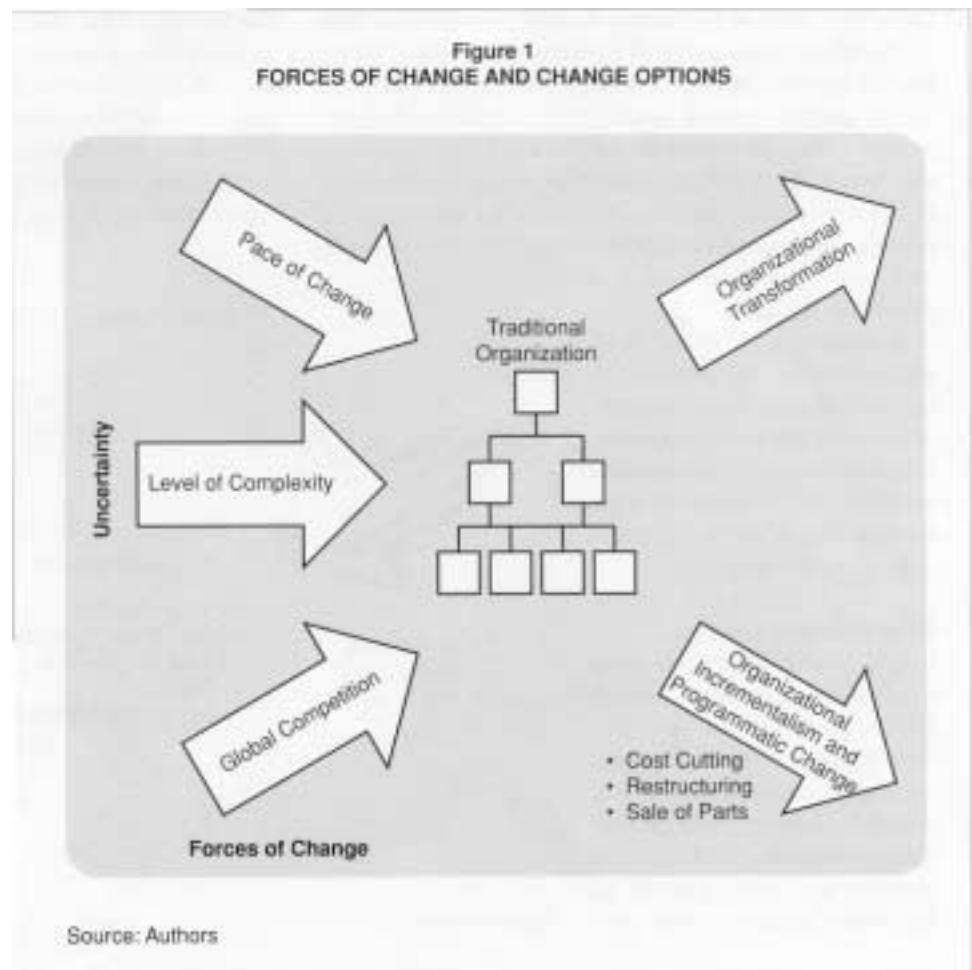 Figure 1
FORCES OF CHANGE AND CHANGE OPTIONS
Pace of Change
Organizational
Transformation
Traditional
Organization
Uncertainty
Level of Complexity
Global Competition
Organizational
Incrementalism and
Programmatic Change
• Cost Cutting
• Restructuring
• Sale of Parts
Forces of Change
Source: Authors